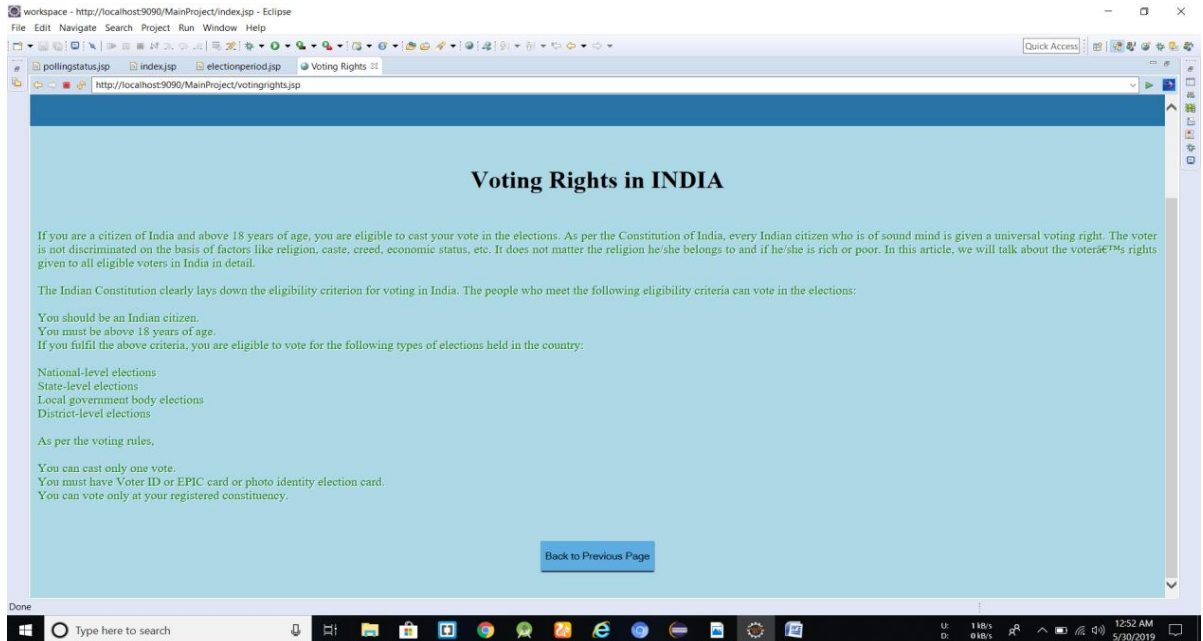 workspace - http://localhost:9090/MainProject/index.jsp - Eclipse
File Edit Navigate Search Project Run Window Help
Quick Access
pollingstatus.jsp index.jsp electionperiod.jsp Voting Rights
http://localhost:9090/MainProject/votingrights.jsp
Voting Rights in INDIA
If you are a citizen of India and above 18 years of age, you are eligible to cast your vote in the elections. As per the Constitution of India, every Indian citizen who is of sound mind is given a universal voting right. The voter
is not discriminated on the basis of factors like religion, caste, creed, economic status, etc. It does not matter the religion he/she belongs to and if he/she is rich or poor. In this article, we will talk about the voterâ€™s rights
given to all eligible voters in India in detail.
The Indian Constitution clearly lays down the eligibility criterion for voting in India. The people who meet the following eligibility criteria can vote in the elections:
You should be an Indian citizen.
You must be above 18 years of age.
If you fulfil the above criteria, you are eligible to vote for the following types of elections held in the country:
National-level elections
State-level elections
Local government body elections
District-level elections
As per the voting rules,
You can cast only one vote.
You must have Voter ID or EPIC card or photo identity election card.
You can vote only at your registered constituency.
Back to Previous Page
Done
Type here to search
U: 1 kB/s
D: 0 kB/s
12:52 AM
5/30/2019